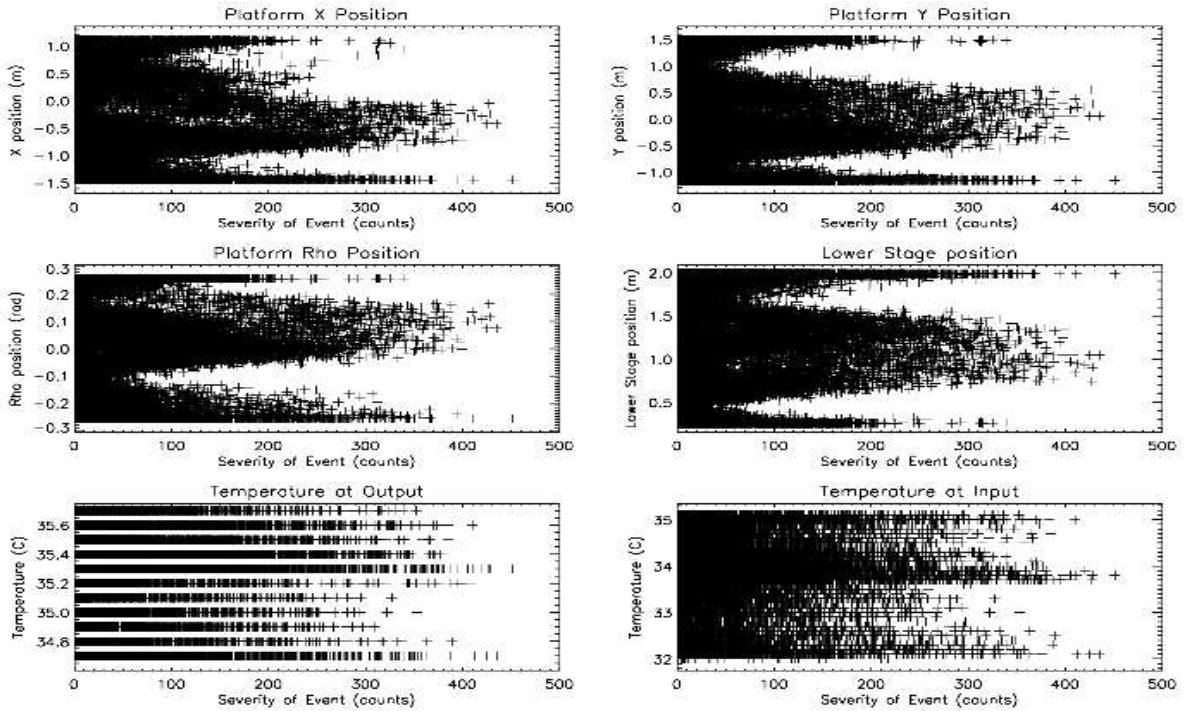 Platform X Position
X position (m)
1.0
0.5
0.0
−0.5
−1.0
−1.5
0 100 200 300 400 500
Severity of Event (counts)
Platform Y Position
Y position (m)
1.5
1.0
0.5
0.0
−0.5
−1.0
0 100 200 300 400 500
Severity of Event (counts)
Platform Rho Position
Rho position (rad)
0.3
0.2
0.1
0.0
−0.1
−0.2
−0.3
0 100 200 300 400 500
Severity of Event (counts)
Lower Stage position
Lower Stage position (m)
2.0
1.5
1.0
0.5
0 100 200 300 400 500
Severity of Event (counts)
Temperature at Output
Temperature (C)
35.6
35.4
35.2
35.0
34.8
0 100 200 300 400 500
Severity of Event (counts)
Temperature at Input
Temperature (C)
35
34
33
32
0 100 200 300 400 500
Severity of Event (counts)